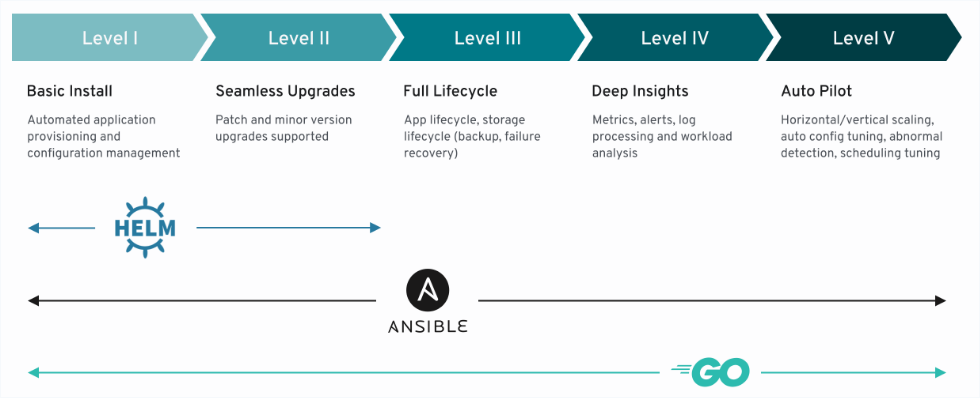 Level I
Level II
Level III
Level IV
Level V
Basic Install
Automated application
provisioning and
configuration management
Seamless Upgrades
Patch and minor version
upgrades supported
Full Lifecycle
App lifecycle, storage
lifecycle (backup, failure
recovery)
Deep Insights
Metrics, alerts, log
processing and workload
analysis
Auto Pilot
Horizontal/vertical scaling,
auto config tuning, abnormal
detection, scheduling tuning
HELM
A
ANSIBLE
GO